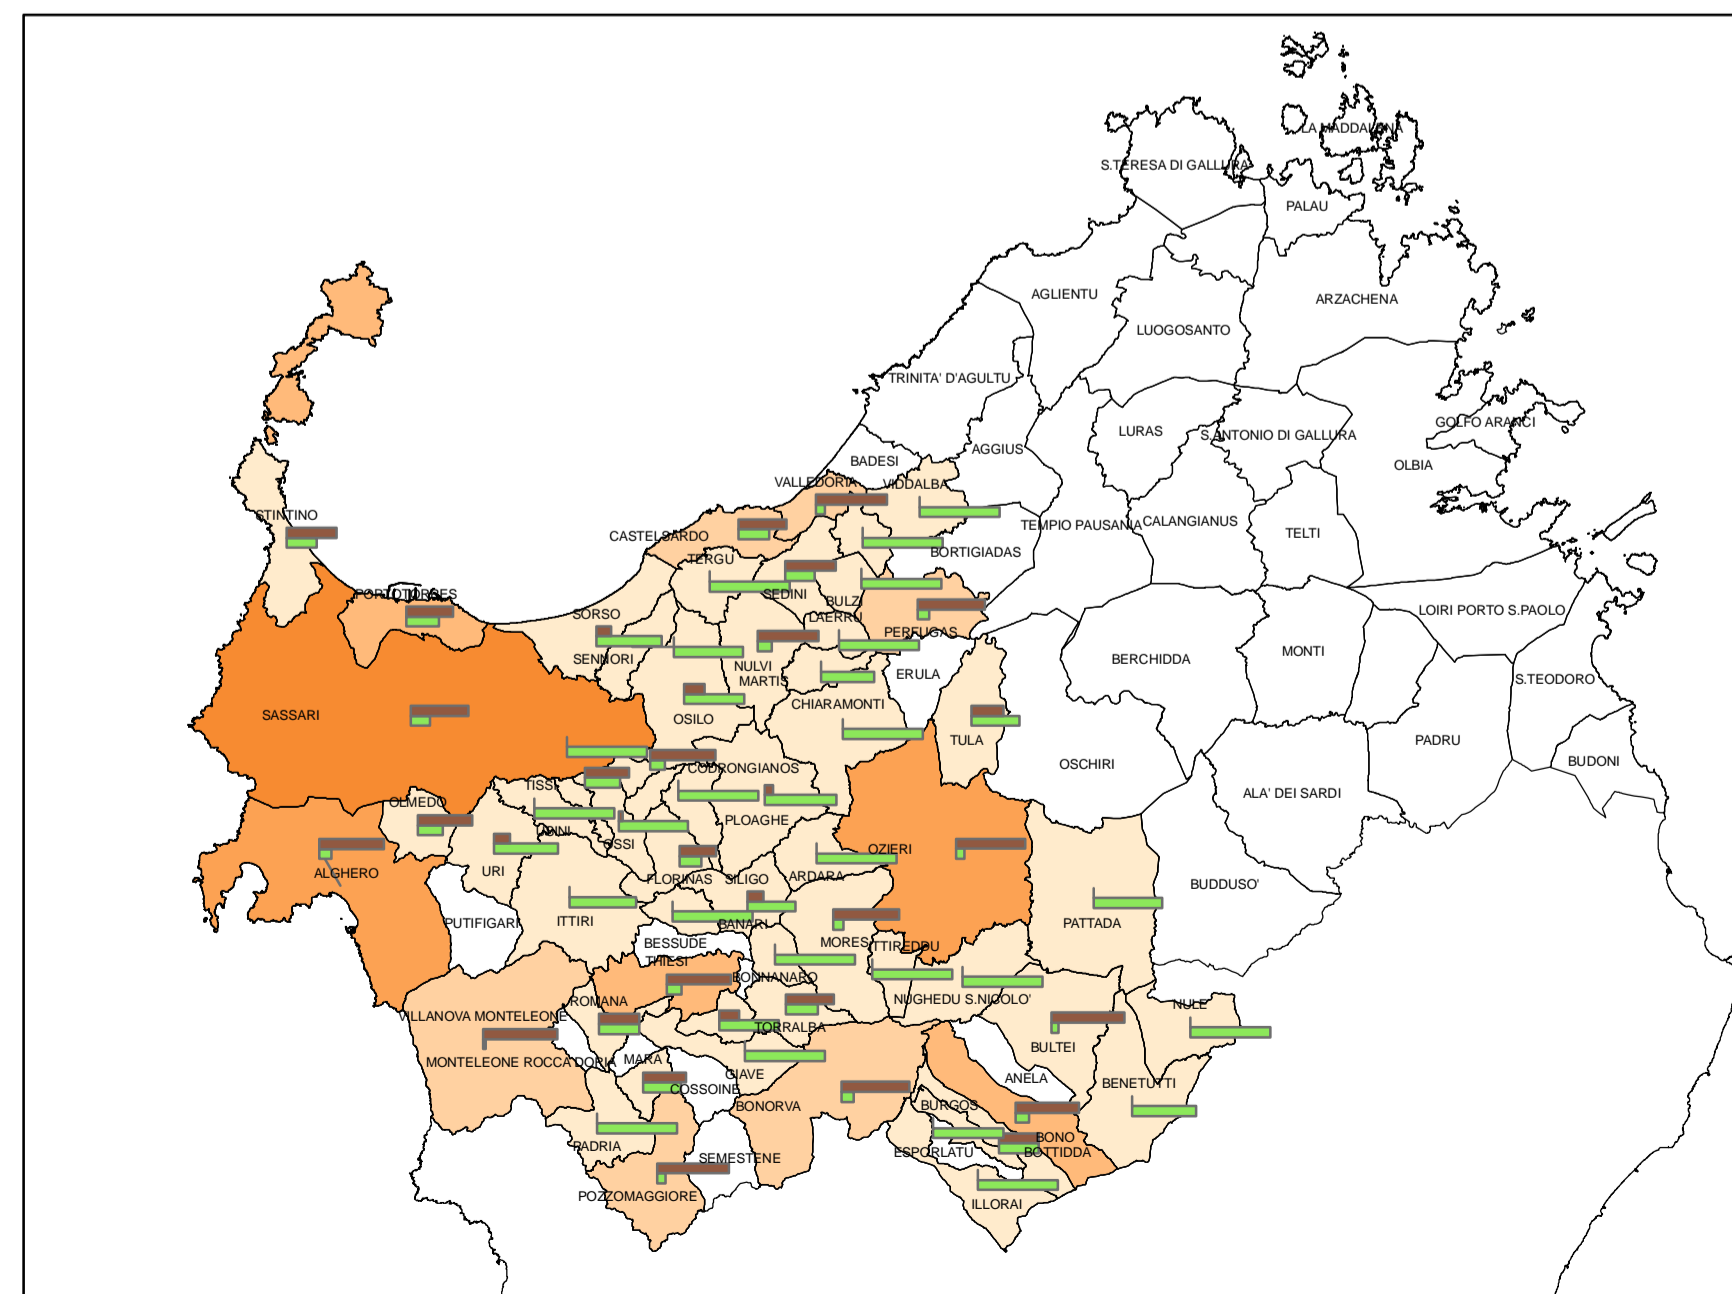 LA MADDALENA
S.TERESA DI GALLURA
PALAU
AGLIENTU
ARZACHENA
LUOGOSANTO
TRINITA' D'AGULTU
GOLFO ARANCI
LURAS
S.ANTONIO DI GALLURA
AGGIUS
BADESI
OLBIA
VALLEDORIA
VIDDALBA
STINTINO
TEMPIO PAUSANIA
CALANGIANUS
TELTI
CASTELSARDO
BORTIGIADAS
TERGU
SEDINI
PORTO TORRES
BULZI
LOIRI PORTO S.PAOLO
SORSO
LAERRU
PERFUGAS
SENNORI
NULVI
BERCHIDDA
MONTI
ERULA
MARTIS
S.TEODORO
CHIARAMONTI
SASSARI
OSILO
TULA
PADRU
BUDONI
CODRONGIANOS
OSCHIRI
TISSI
ALA' DEI SARDI
OLMEDO
PLOAGHE
USINI
OSSI
OZIERI
ALGHERO
URI
FLORINAS
SILIGO
ARDARA
BUDDUSO'
PUTIFIGARI
ITTIRI
BANARI
PATTADA
BESSUDE
MORES
ITTIREDDU
THIESI
BONNANARO
ROMANA
NUGHEDU S.NICOLO'
NULE
VILLANOVA MONTELEONE
TORRALBA
BULTEI
MONTELEONE ROCCA DORIA
MARA
GIAVE
ANELA
BENETUTTI
COSSOINE
BONORVA
BURGOS
BONO
PADRIA
ESPORLATU
BOTTIDDA
SEMESTENE
POZZOMAGGIORE
ILLORAI